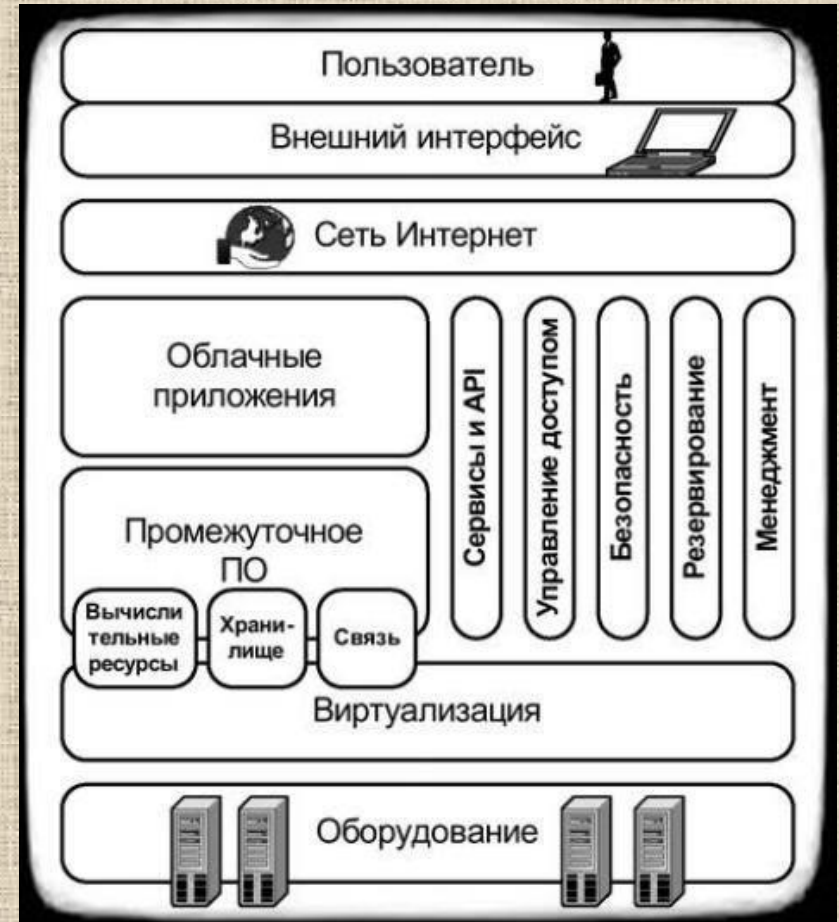 Пользователь
Внешний интерфейс
Сеть Интернет
Облачные
приложения
Промежуточное
ПО
Вычисли
тельные
ресурсы
Храни-
лище
Связь
Сервисы и API
Управление доступом
Безопасность
Резервирование
Менеджмент
Виртуализация
Оборудование